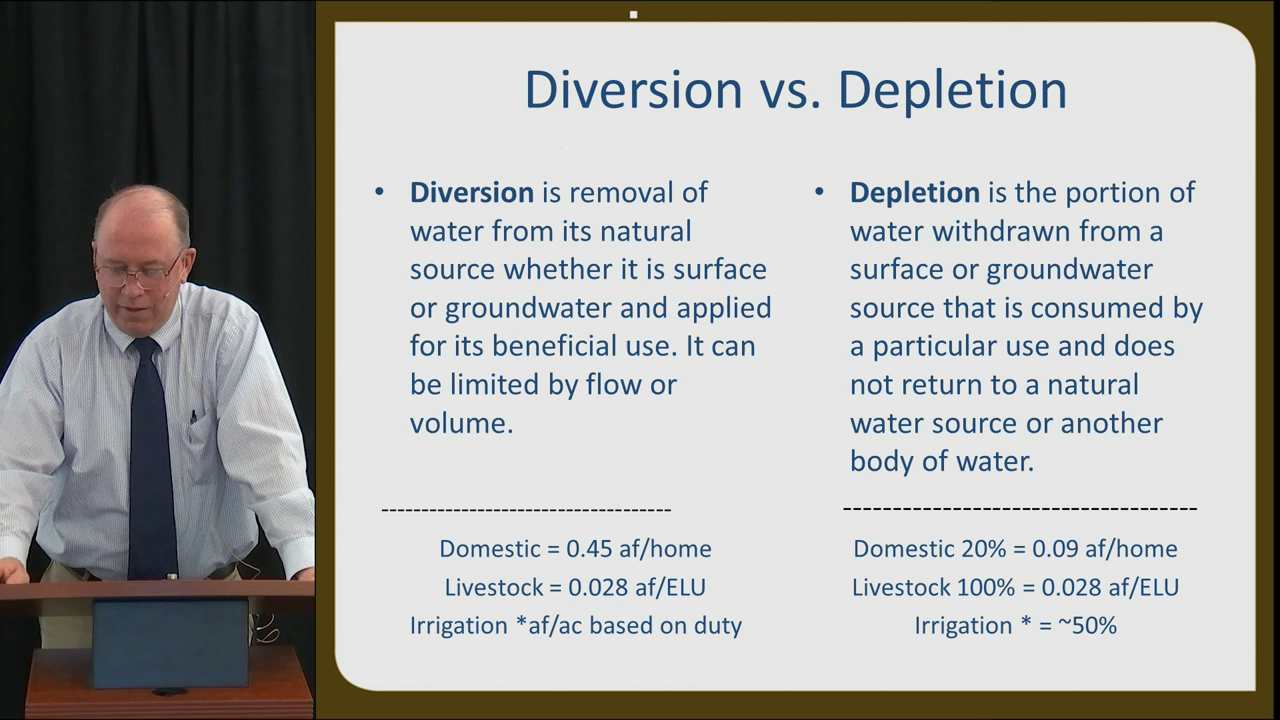 Diversion vs. Depletion
• Diversion is removal of
water from its natural
source whether it is surface
or groundwater and applied
for its beneficial use. It can
be limited by flow or
volume.
------------------------------------
Domestic = 0.45 af/home
Livestock = 0.028 af/ELU
Irrigation *af/ac based on duty
• Depletion is the portion of
water withdrawn from a
surface or groundwater
source that is consumed by
a particular use and does
not return to a natural
water source or another
body of water.
------------------------------------
Domestic 20% = 0.09 af/home
Livestock 100% = 0.028 af/ELU
Irrigation * = ~50%